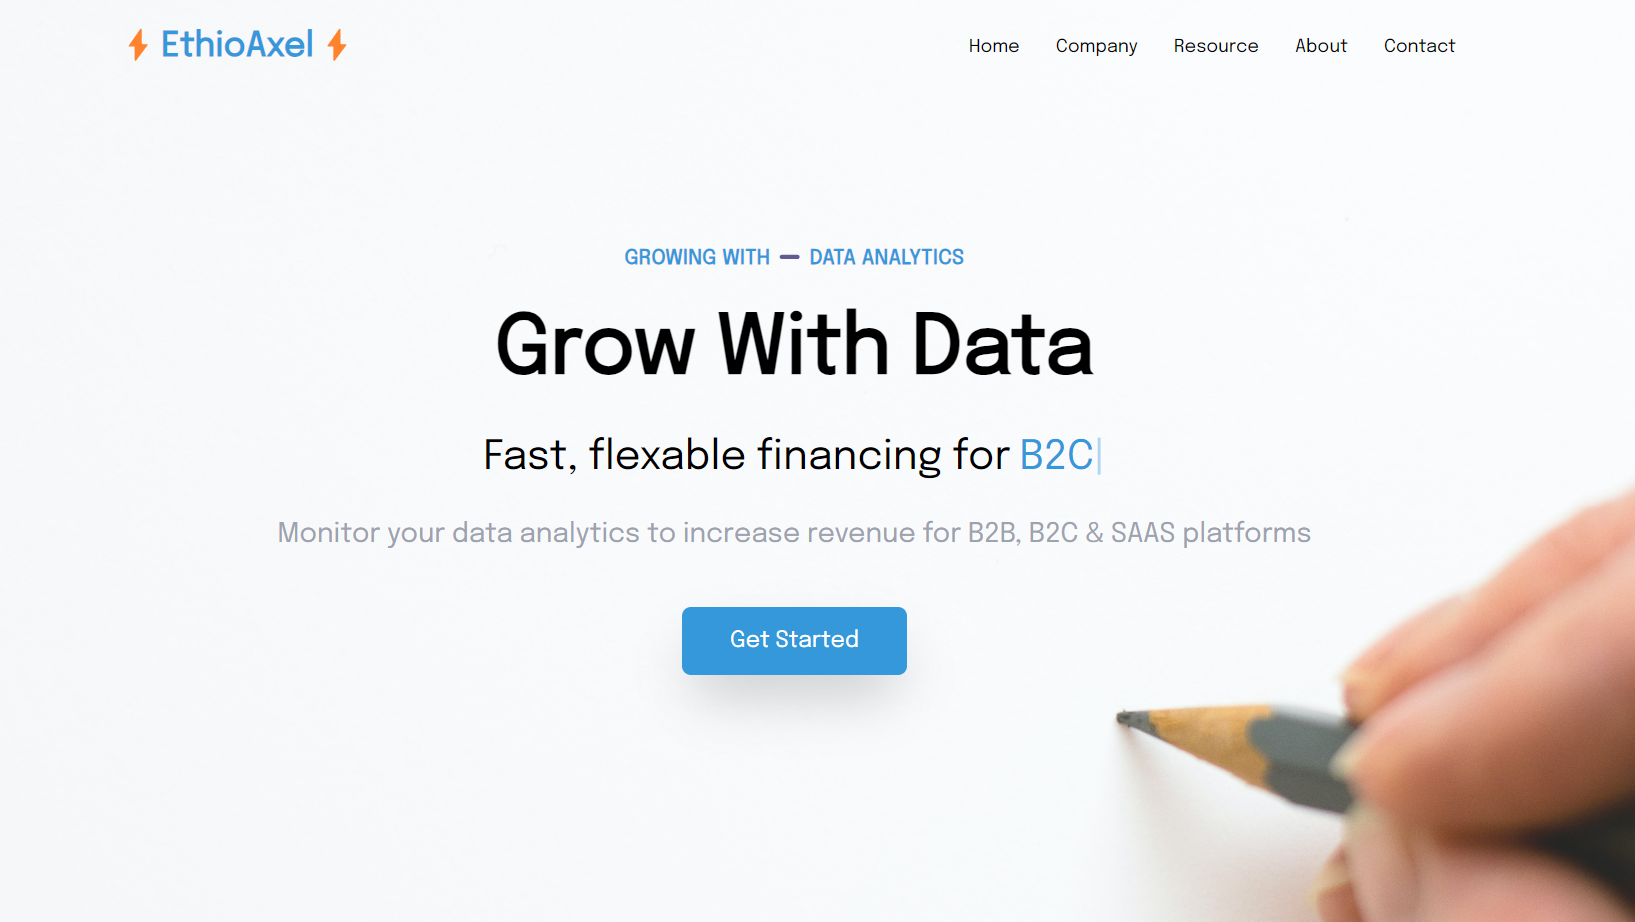 EthioAxel
Home Company Resource About Contact
GROWING WITH — DATA ANALYTICS
Grow With Data
Fast, flexable financing for B2C|
Monitor your data analytics to increase revenue for B2B, B2C & SAAS platforms
Get Started